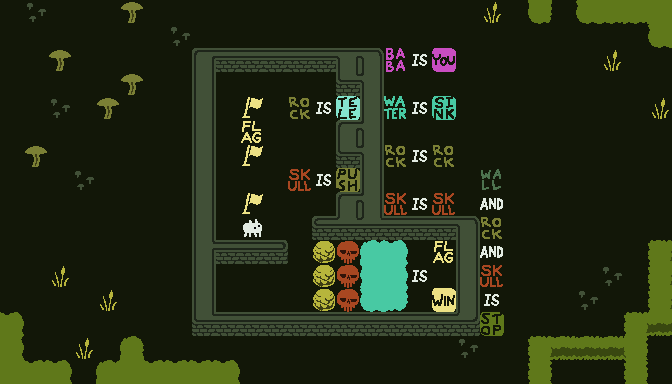 BABA IS YOU
ROCK IS TELE
WATER IS SINK
FLAG
ROCK IS ROCK
SKULL IS PUSH
SKULL IS SKULL
WALL
AND
ROCK
AND
SKULL
IS
STOP
FLAG
IS
WIN